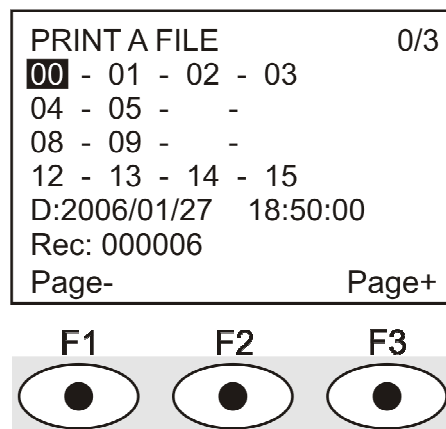 PRINT A FILE 0/3
00 - 01 - 02 - 03
04 - 05 - -
08 - 09 - -
12 - 13 - 14 - 15
D:2006/01/27 18:50:00
Rec: 000006
Page- Page+
F1 F2 F3